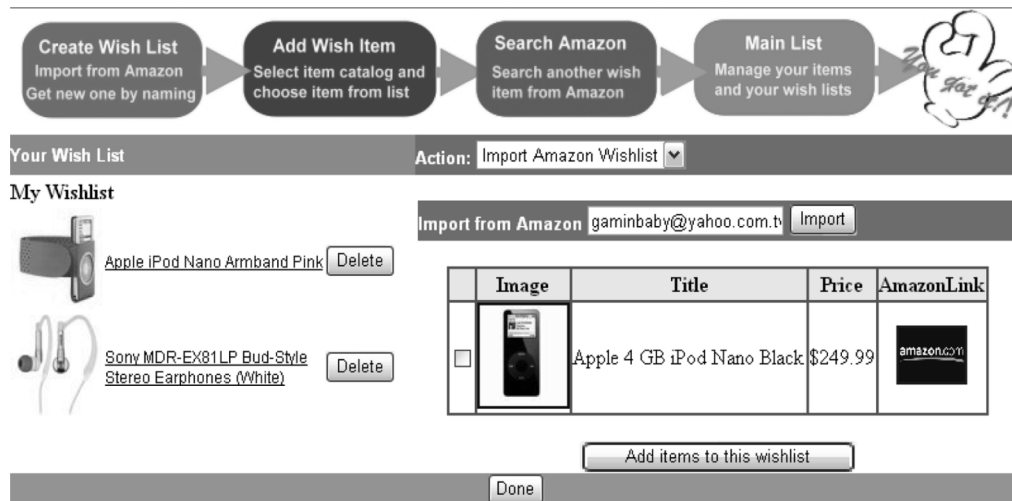 Create Wish List
Import from Amazon
Get new one by naming
Add Wish Item
Select item catalog and
choose item from list
Search Amazon
Search another wish
item from Amazon
Main List
Manage your items
and your wish lists
You got it!
Your Wish List
Action: Import Amazon Wishlist
My Wishlist
Apple iPod Nano Armband Pink Delete
Sony MDR-EX81LP Bud-Style
Stereo Earphones (White) Delete
Import from Amazon gaminbaby@yahoo.com.tw Import
Image Title Price AmazonLink
Apple 4 GB iPod Nano Black $249.99 amazon.com
Add items to this wishlist
Done